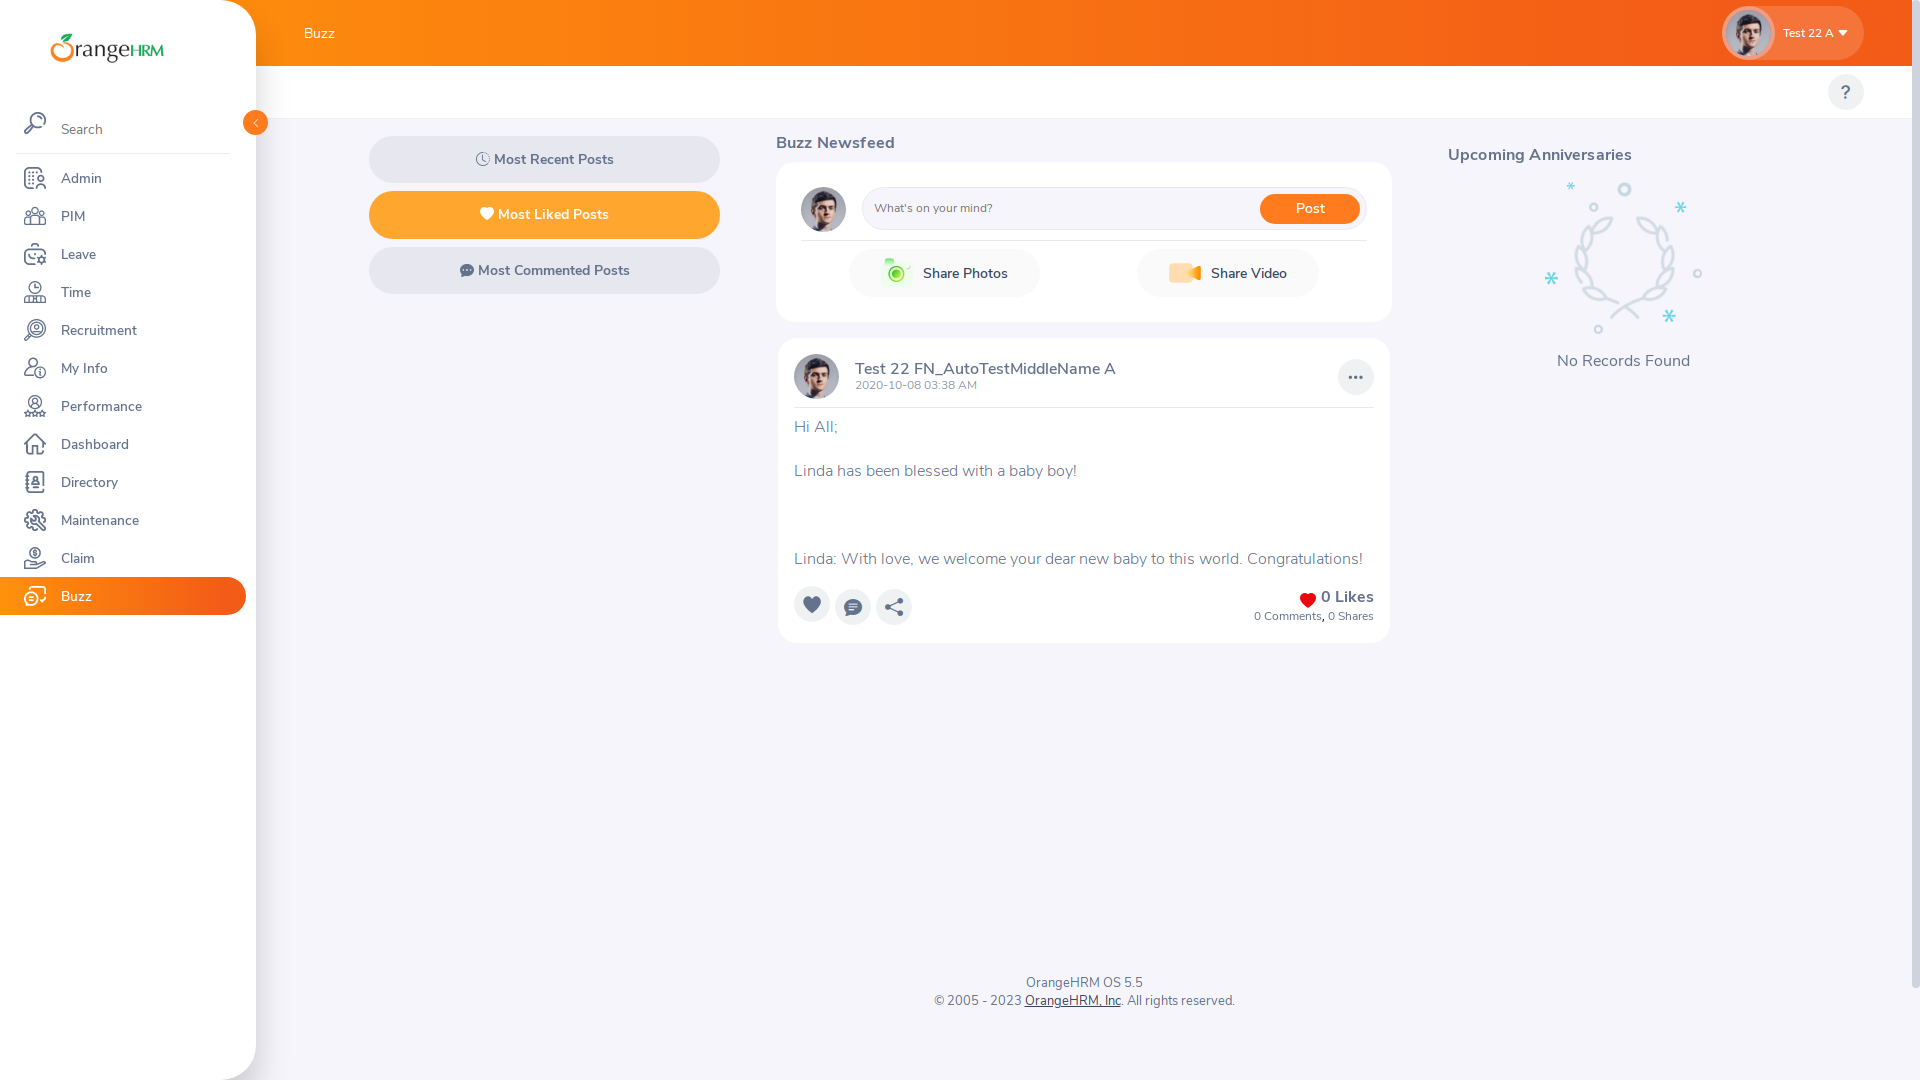 OrangeHRM
Search
Admin
PIM
Leave
Time
Recruitment
My Info
Performance
Dashboard
Directory
Maintenance
Claim
Buzz
Buzz
Test 22 A
?
Most Recent Posts
Most Liked Posts
Most Commented Posts
Buzz Newsfeed
What's on your mind?
Post
Share Photos
Share Video
Test 22 FN_AutoTestMiddleName A
2020-10-08 03:38 AM
Hi All;
Linda has been blessed with a baby boy!
Linda: With love, we welcome your dear new baby to this world. Congratulations!
0 Likes
0 Comments, 0 Shares
Upcoming Anniversaries
No Records Found
OrangeHRM OS 5.5
© 2005 - 2023 OrangeHRM, Inc. All rights reserved.